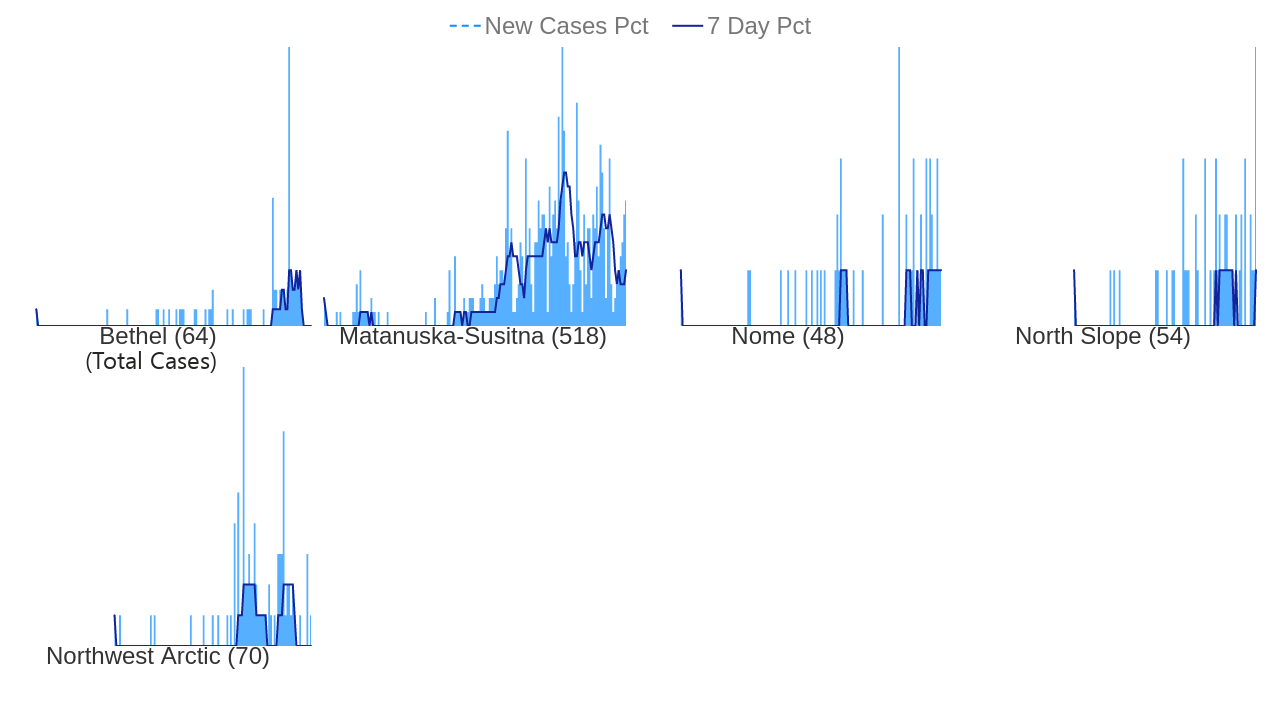 New Cases Pct 7 Day Pct
Bethel (64)
(Total Cases)
Matanuska-Susitna (518)
Nome (48)
North Slope (54)
Northwest Arctic (70)